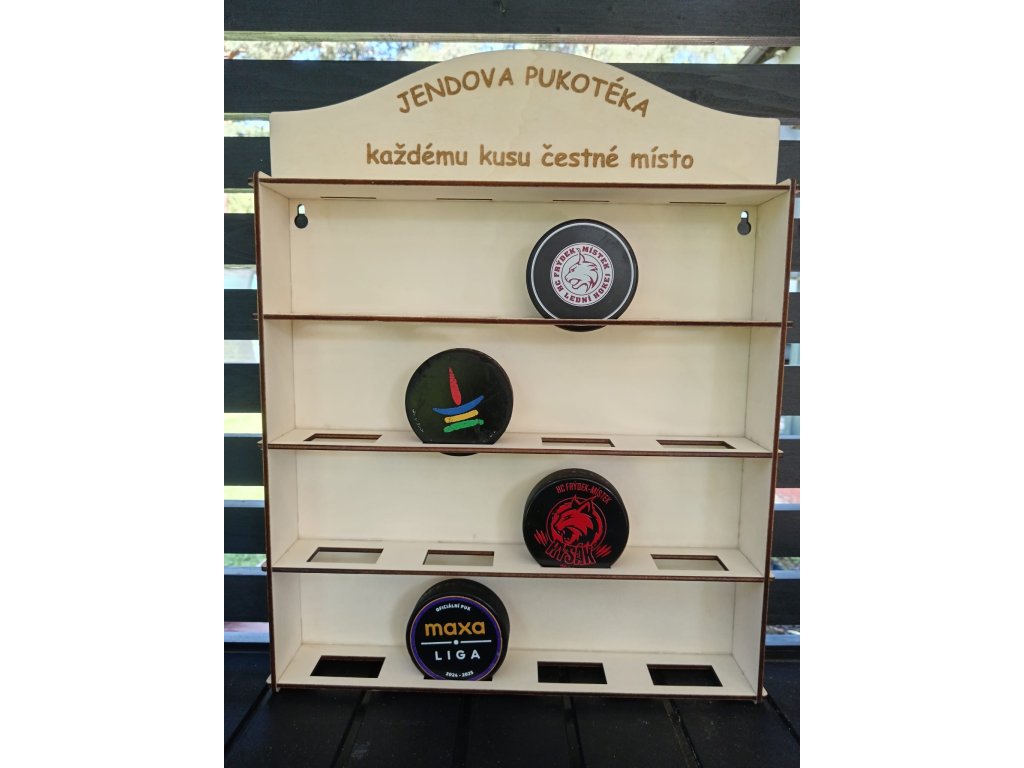 JENDOVA PUKOTÉKA
každému kusu čestné místo
HC FRÝDEK - MÍSTEK
LEDNÍ HOKEJ
HC FRÝDEK-MÍSTEK
RYSÁK
OFICIÁLNÍ PUK
maxa
LIGA
2024 - 2025